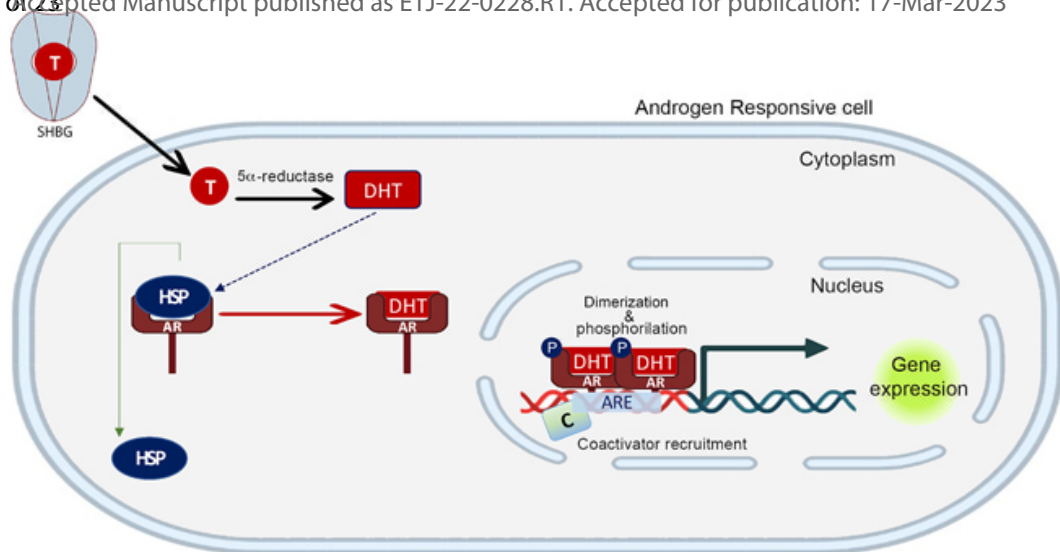 Accepted Manuscript published as ETJ-22-0228.R1. Accepted for publication: 17-Mar-2023
T
SHBG
Androgen Responsive cell
Cytoplasm
T
5α-reductase
DHT
HSP
AR
DHT
AR
Nucleus
Dimerization
&
phosphorilation
P
P
DHT
DHT
AR
AR
ARE
C
Coactivator recruitment
Gene
expression
HSP